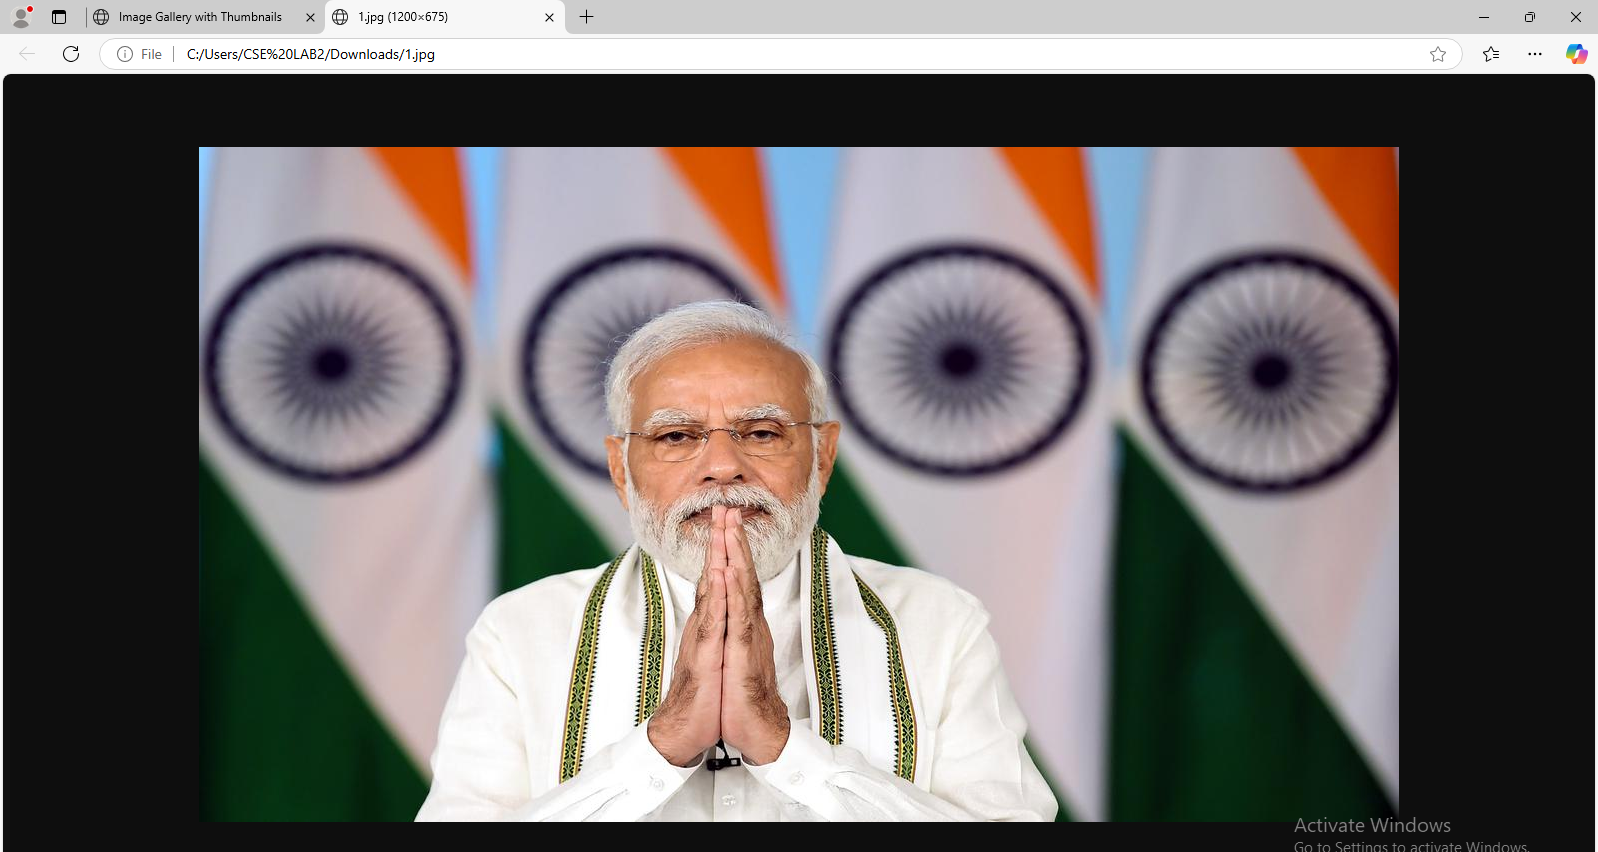 Image Gallery with Thumbnails
1.jpg (1200×675)
File
C:/Users/CSE%20LAB2/Downloads/1.jpg
Activate Windows
Go to Settings to activate Windows.